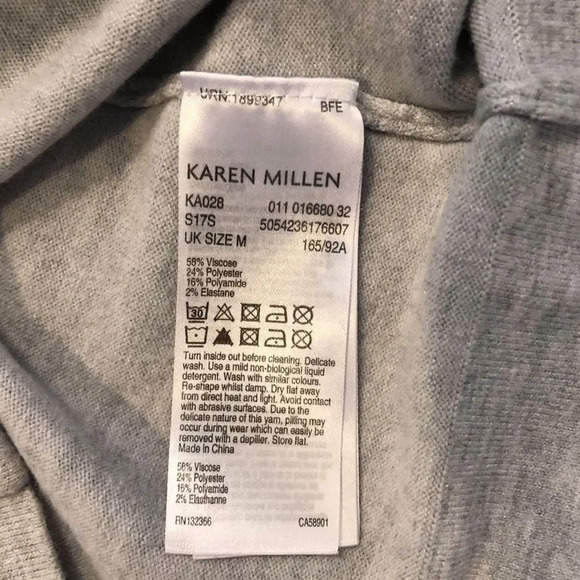 URN:1899347 BFE
KAREN MILLEN
KA028 011 016680 32
S17S 5054236176607
UK SIZE M 165/92A
58% Viscose
24% Polyester
16% Polyamide
2% Elastane
30
Turn inside out before cleaning. Delicate
wash. Use a mild non-biological liquid
detergent. Wash with similar colours.
Re-shape whilst damp. Dry flat away
from direct heat and light. Avoid contact
with abrasive surfaces. Due to the
delicate nature of this yarn, pilling may
occur during wear which can easily be
removed with a depiller. Store flat.
Made in China
58% Viscose
24% Polyester
16% Polyamide
2% Elasthanne
RN132366 CA58901